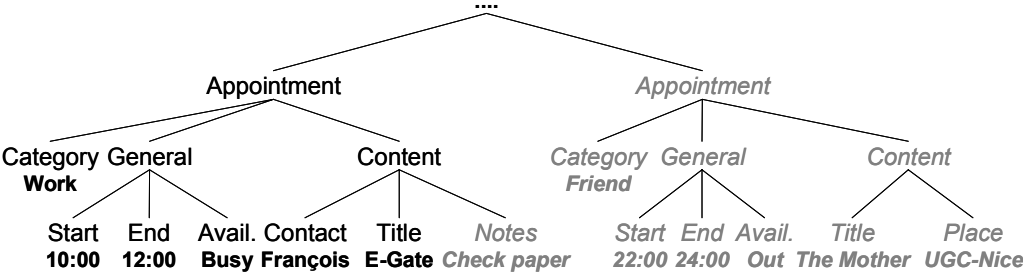 ....
Appointment Appointment
Category General Content Category General Content
Work Friend
Start End Avail. Contact Title Notes Start End Avail. Title Place
10:00 12:00 Busy François E-Gate Check paper 22:00 24:00 Out The Mother UGC-Nice